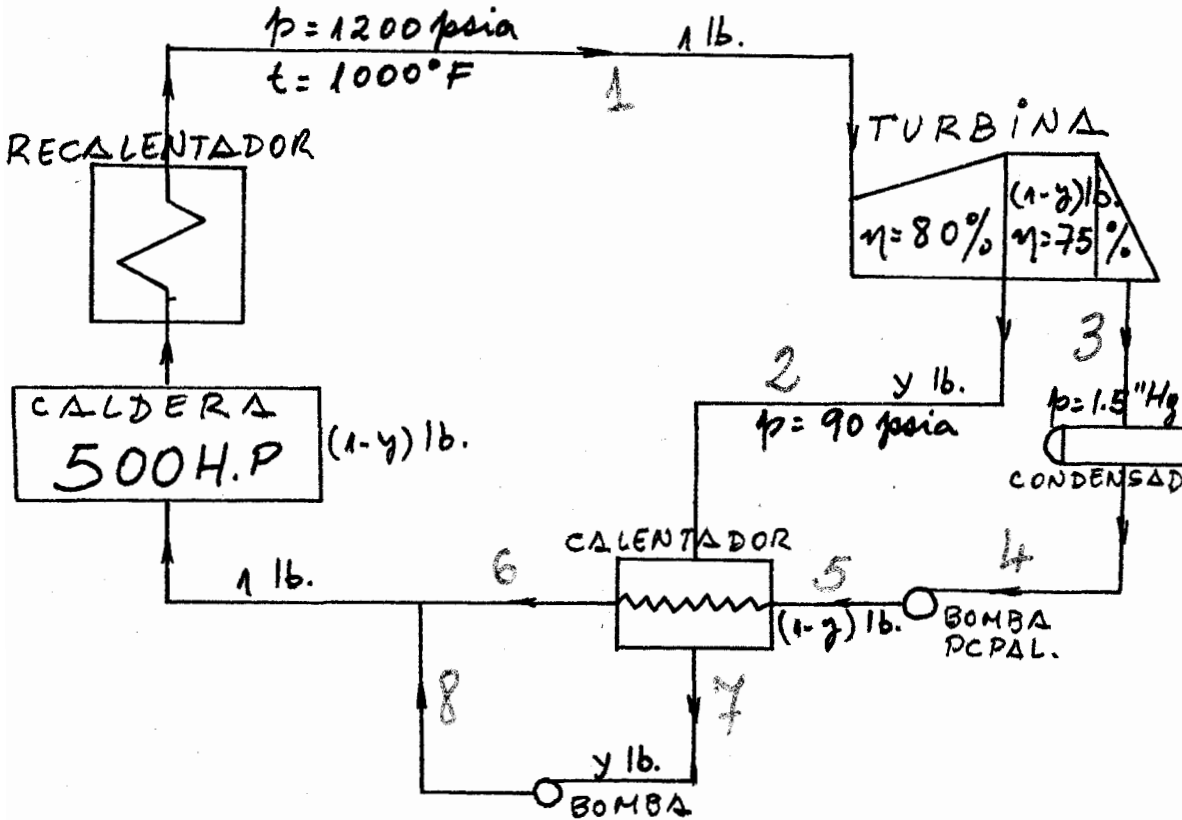 p = 1200 psia
1 lb.
t = 1000°F
1
TURBINA
RECALENTADOR
(1-y) lb.
η = 80%
η = 75%
3
2
y lb.
p = 1.5 "Hg
p = 90 psia
CALDERA
500 H.P
(1-y) lb.
CONDENSAD
CALENTADOR
1 lb.
6
5
4
(1-y) lb.
BOMBA
PCPAL.
8
7
y lb.
BOMBA